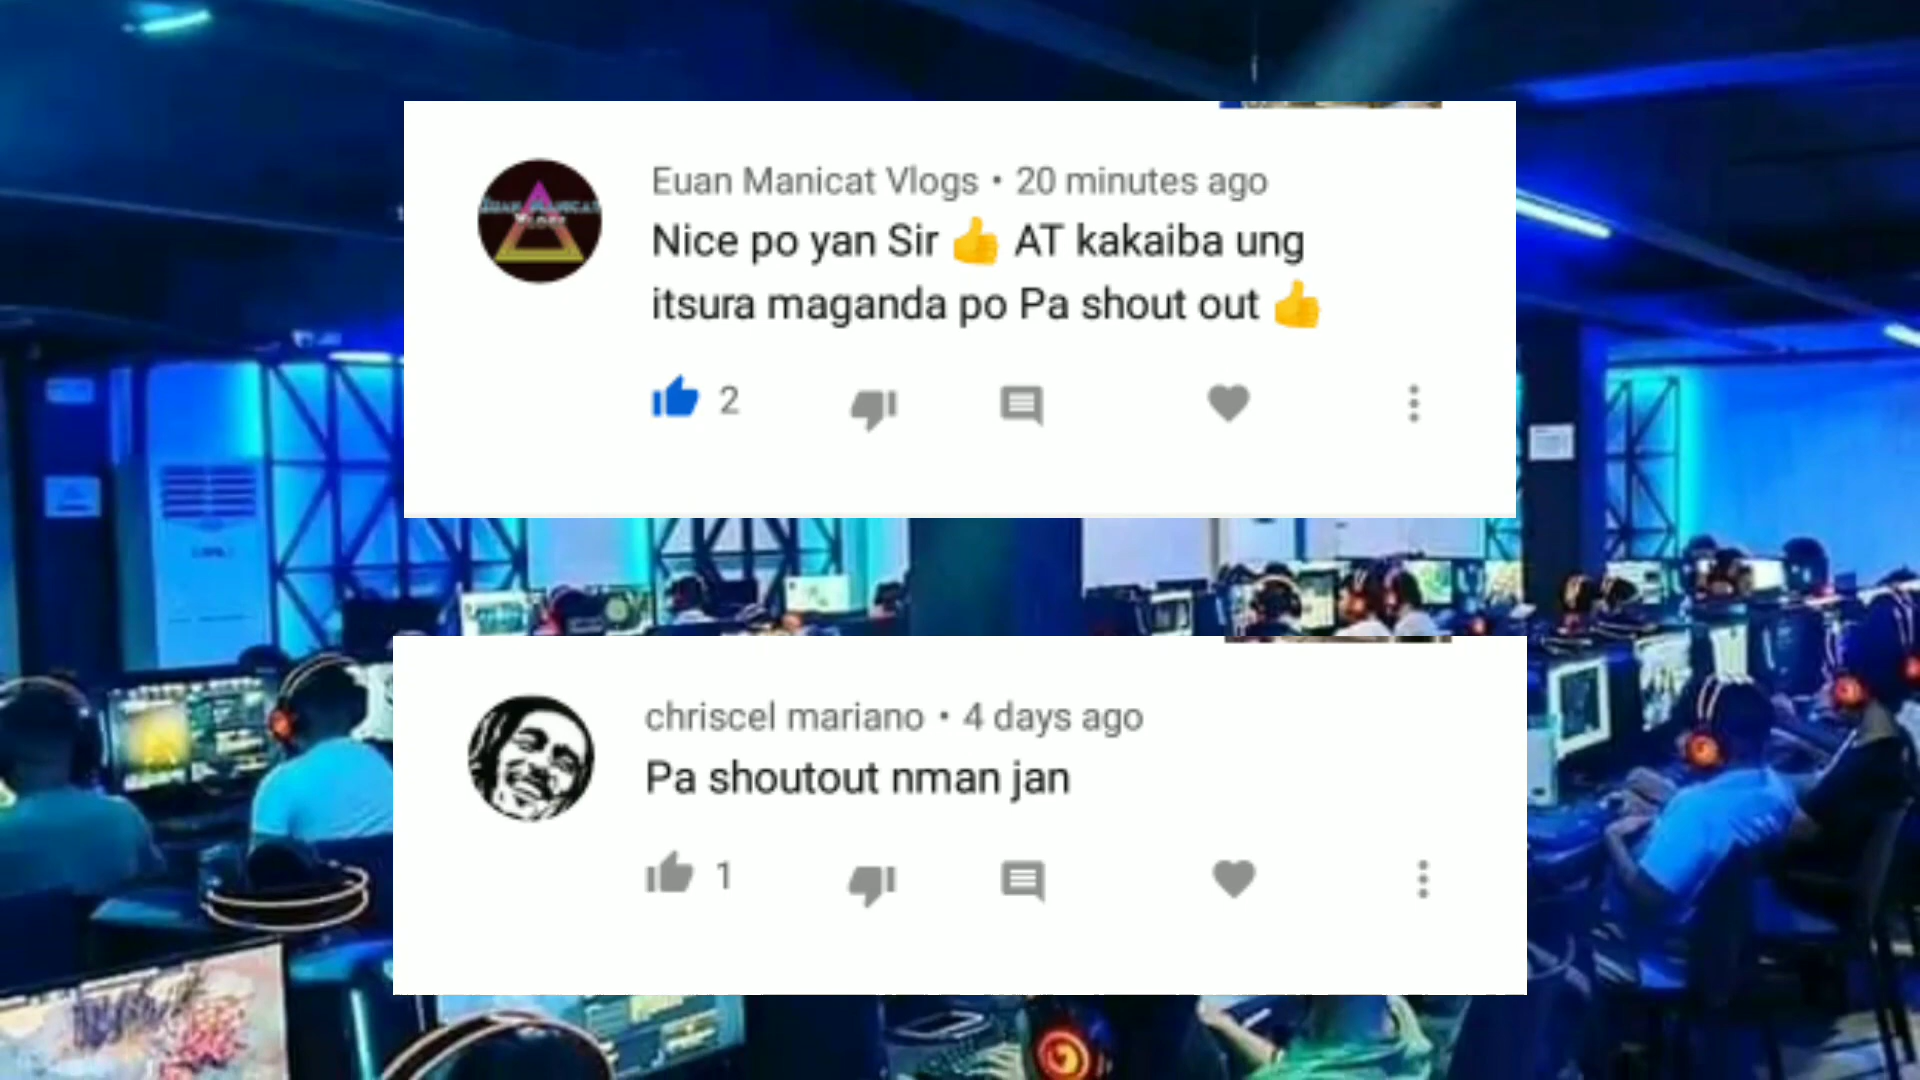 Euan Manicat Vlogs • 20 minutes ago
Nice po yan Sir 👍 AT kakaiba ung
itsura maganda po Pa shout out 👍
2
chriscel mariano • 4 days ago
Pa shoutout nman jan
1